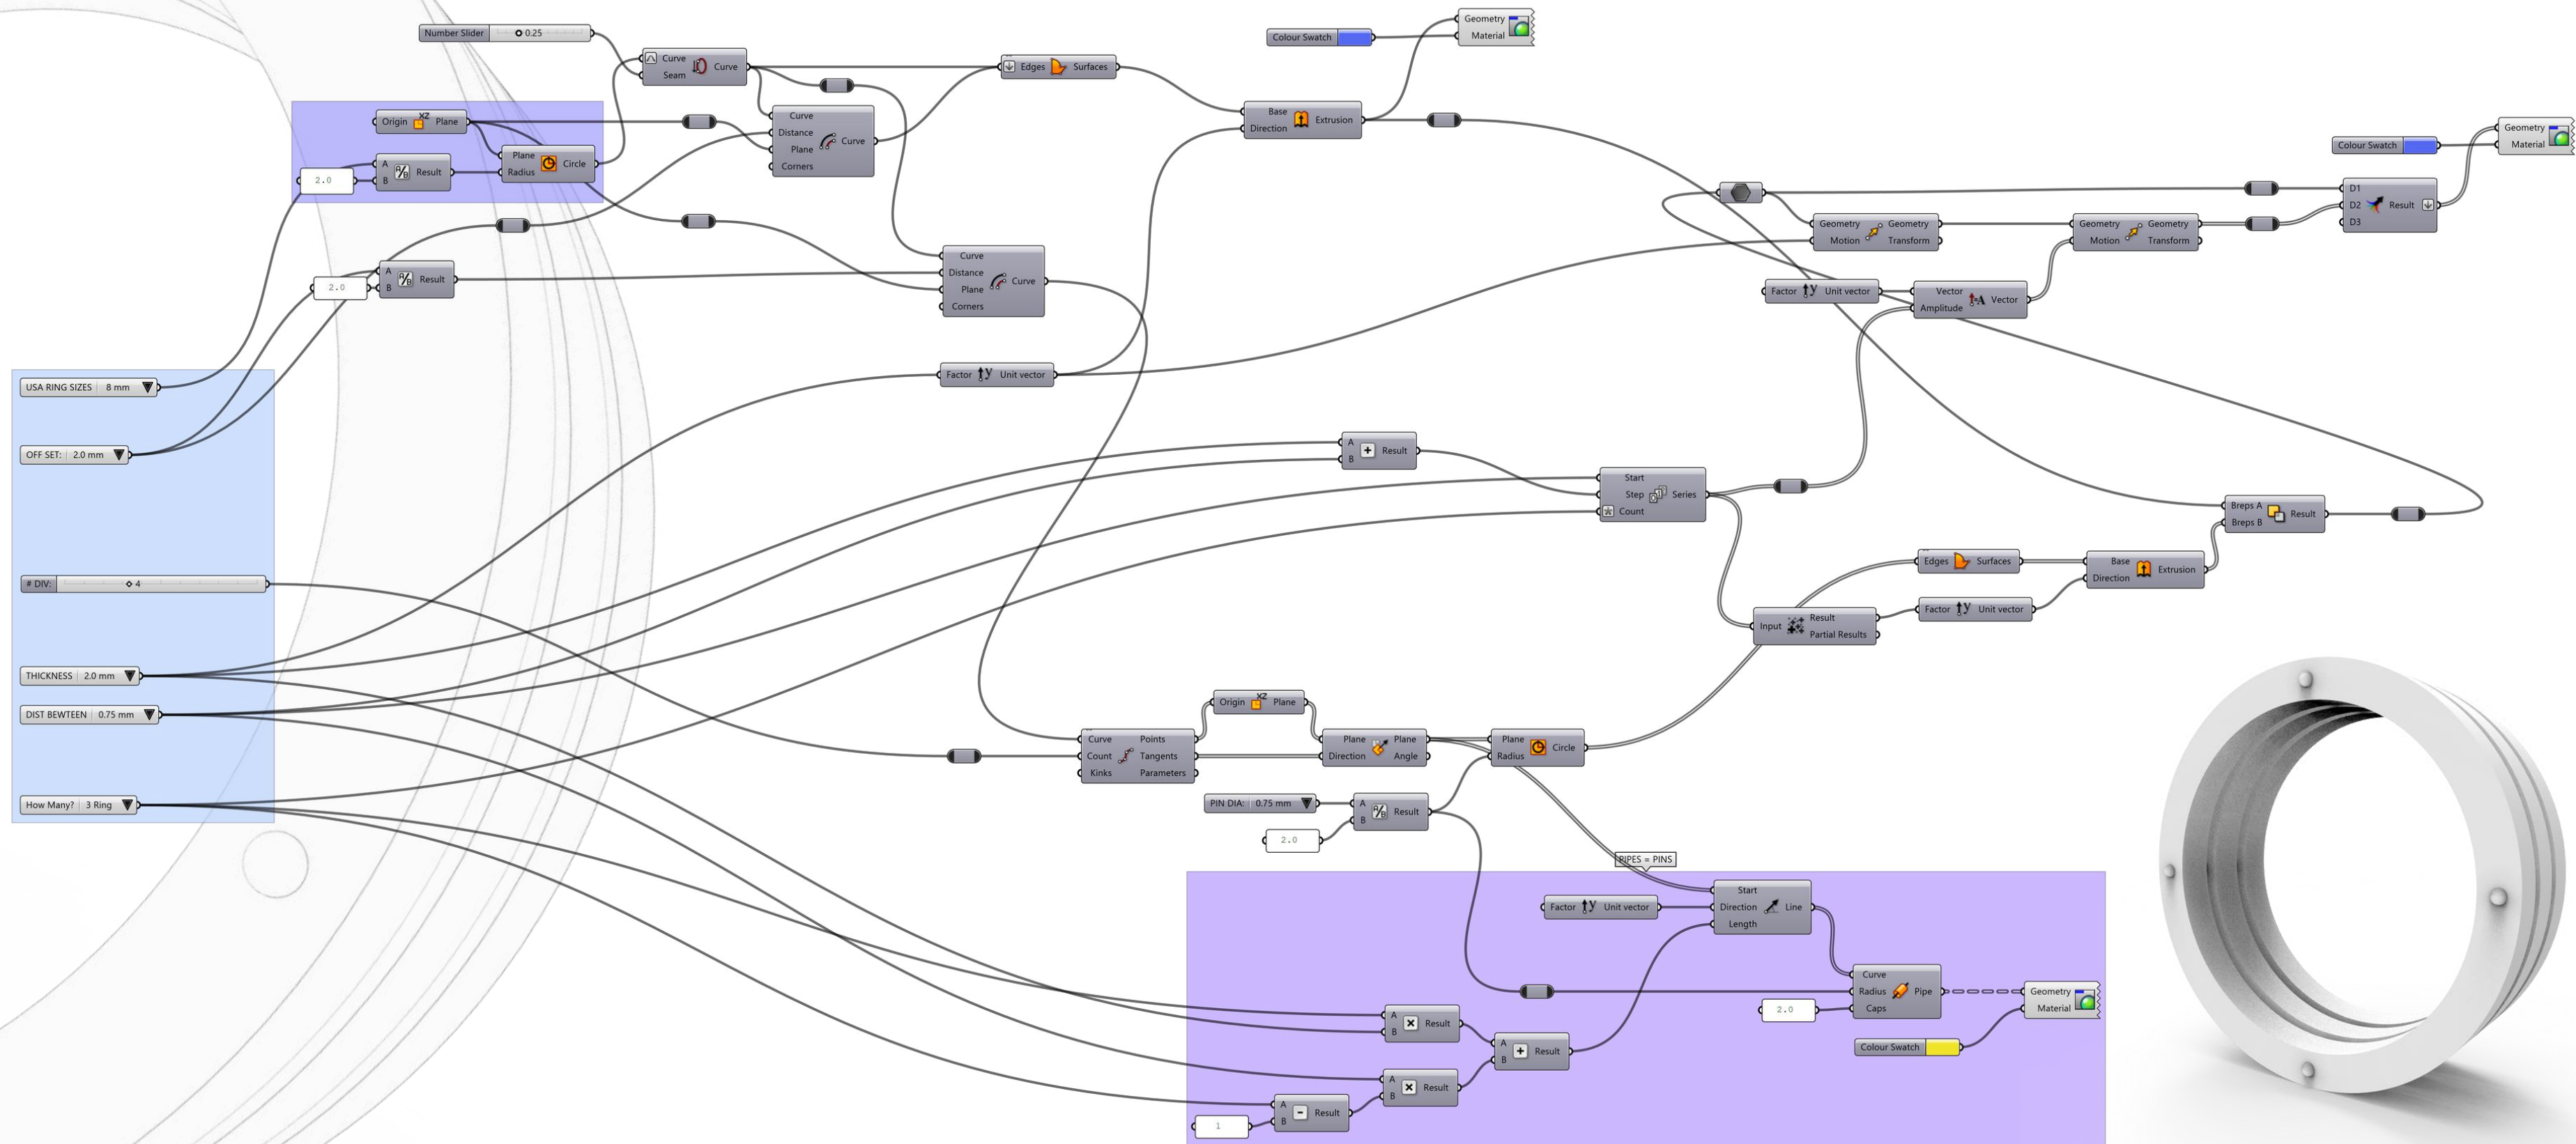 Number Slider 0.25
Curve Curve
Seam
Edges Surfaces
Colour Swatch
Geometry
Material
XZ
Origin Plane
Plane Circle
Radius
A Result
B
2.0
Curve
Distance Curve
Plane
Corners
Base Extrusion
Direction
Colour Swatch
Geometry
Material
D1
D2 Result
D3
Geometry Geometry
Motion Transform
Geometry Geometry
Motion Transform
A Result
B
2.0
Curve
Distance Curve
Plane
Corners
Factor y Unit vector
Vector Vector
Amplitude
USA RING SIZES 8 mm
Factor y Unit vector
OFF SET: 2.0 mm
A Result
B
Start
Step Series
Count
Breps A Result
Breps B
# DIV: 4
Edges Surfaces
Base Extrusion
Direction
Factor y Unit vector
Input Result
Partial Results
THICKNESS 2.0 mm
DIST BEWTEEN 0.75 mm
XZ
Origin Plane
Curve Points
Count Tangents
Kinks Parameters
Plane Plane
Direction Angle
Plane Circle
Radius
How Many? 3 Ring
PIN DIA: 0.75 mm
A Result
B
2.0
PIPES = PINS
Start
Direction Line
Length
Factor y Unit vector
Curve
Radius Pipe
Caps
2.0
Geometry
Material
Colour Swatch
A Result
B
A Result
B
A Result
B
A Result
B
1